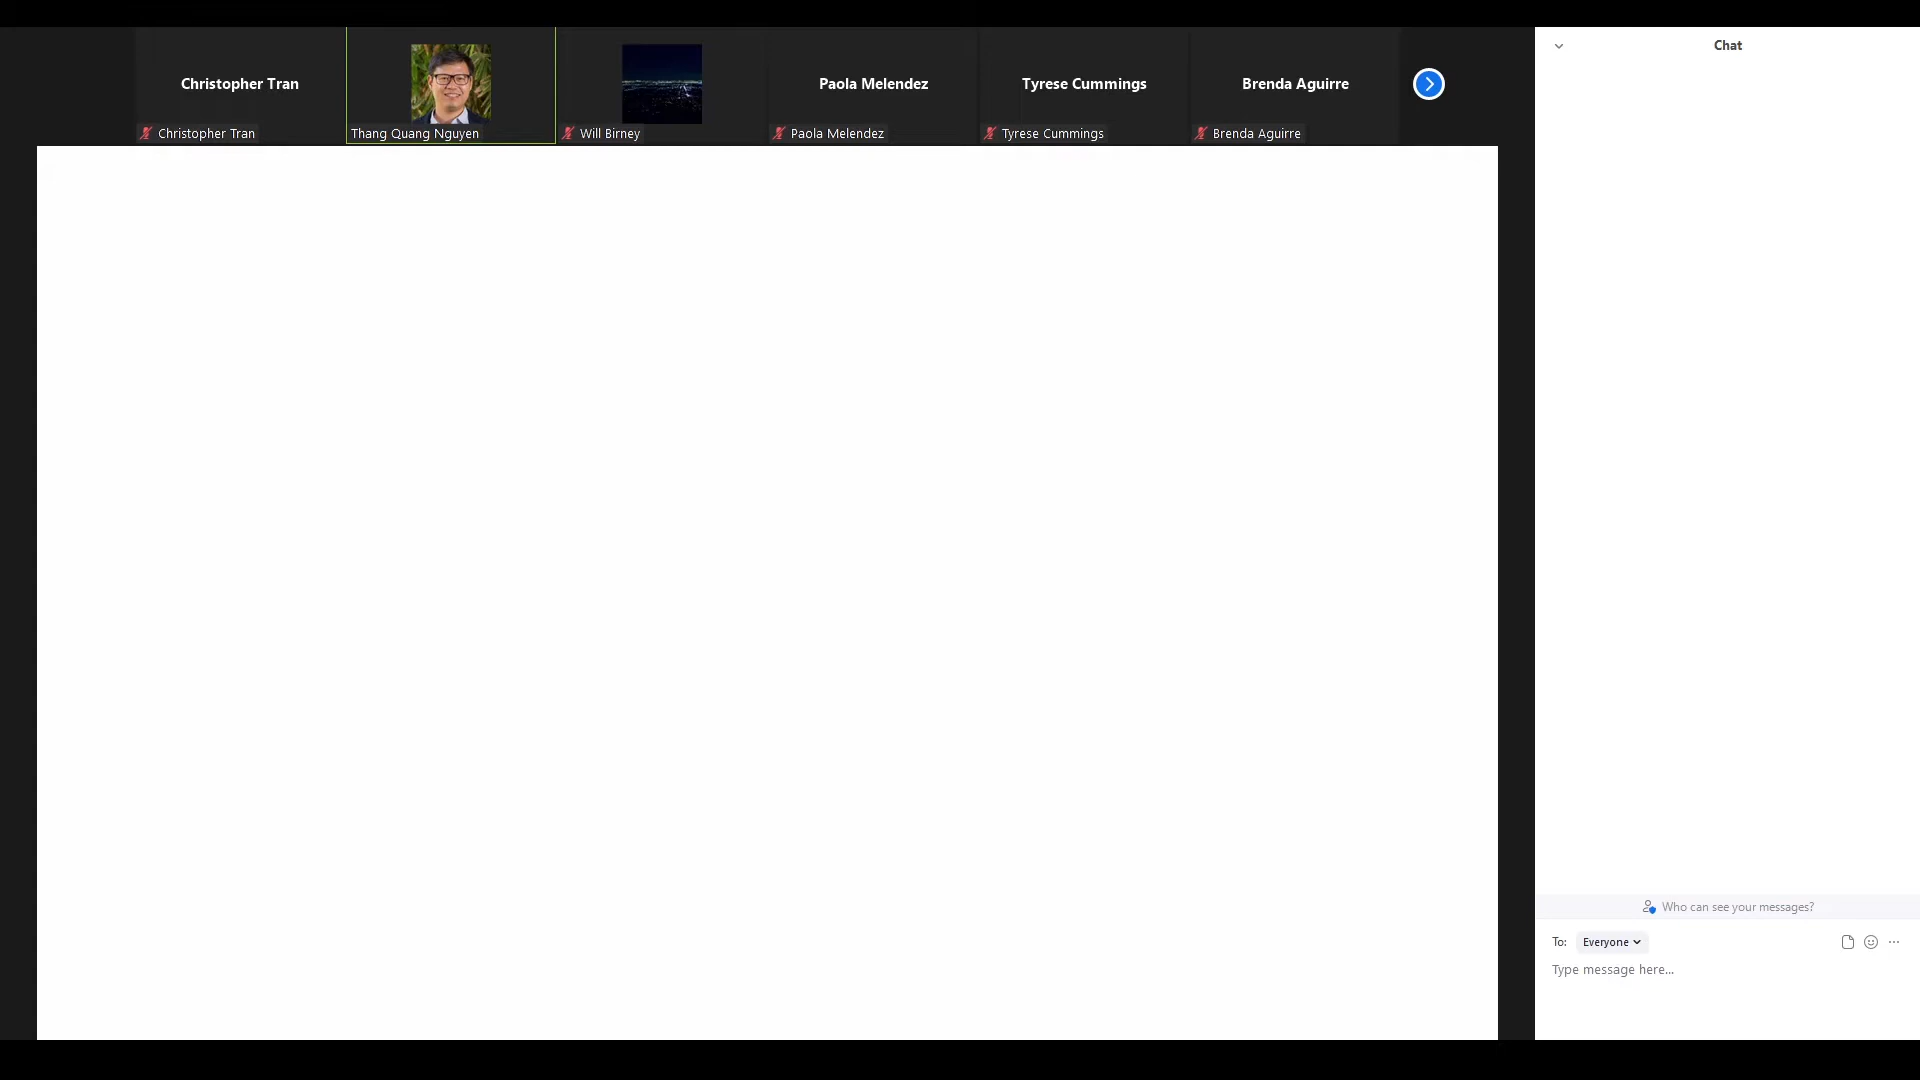 Chat
Christopher Tran
Paola Melendez
Tyrese Cummings
Brenda Aguirre
Christopher Tran
Thang Quang Nguyen
Will Birney
Paola Melendez
Tyrese Cummings
Brenda Aguirre
Who can see your messages?
To: Everyone
Type message here...